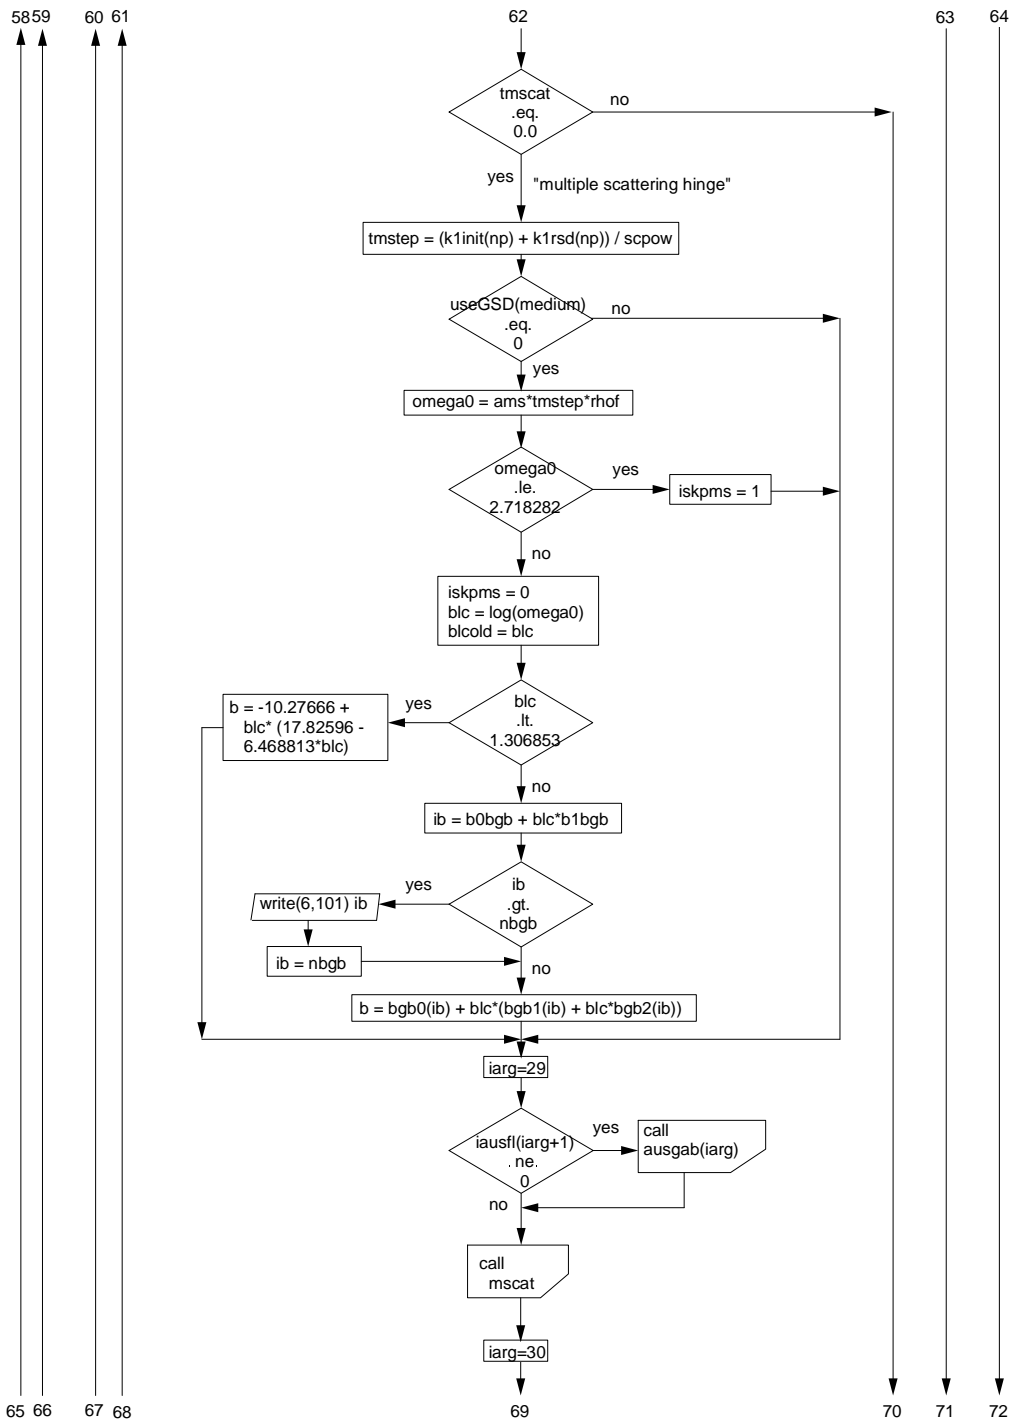 58 59 60 61 62 63 64
tmscat
.eq.
0.0
no
yes
"multiple scattering hinge"
tmstep = (k1init(np) + k1rsd(np)) / scpow
useGSD(medium)
.eq.
0
no
yes
omega0 = ams*tmstep*rhof
omega0
.le.
2.718282
yes
iskpms = 1
no
iskpms = 0
blc = log(omega0)
blcold = blc
blc
.lt.
1.306853
yes
b = -10.27666 +
blc* (17.82596 -
6.468813*blc)
no
ib = b0bgb + blc*b1bgb
ib
.gt.
nbgb
yes
write(6,101) ib
ib = nbgb
no
b = bgb0(ib) + blc*(bgb1(ib) + blc*bgb2(ib))
iarg=29
iausfl(iarg+1)
. ne.
0
yes
call
ausgab(iarg)
no
call
mscat
iarg=30
65 66 67 68 69 70 71 72